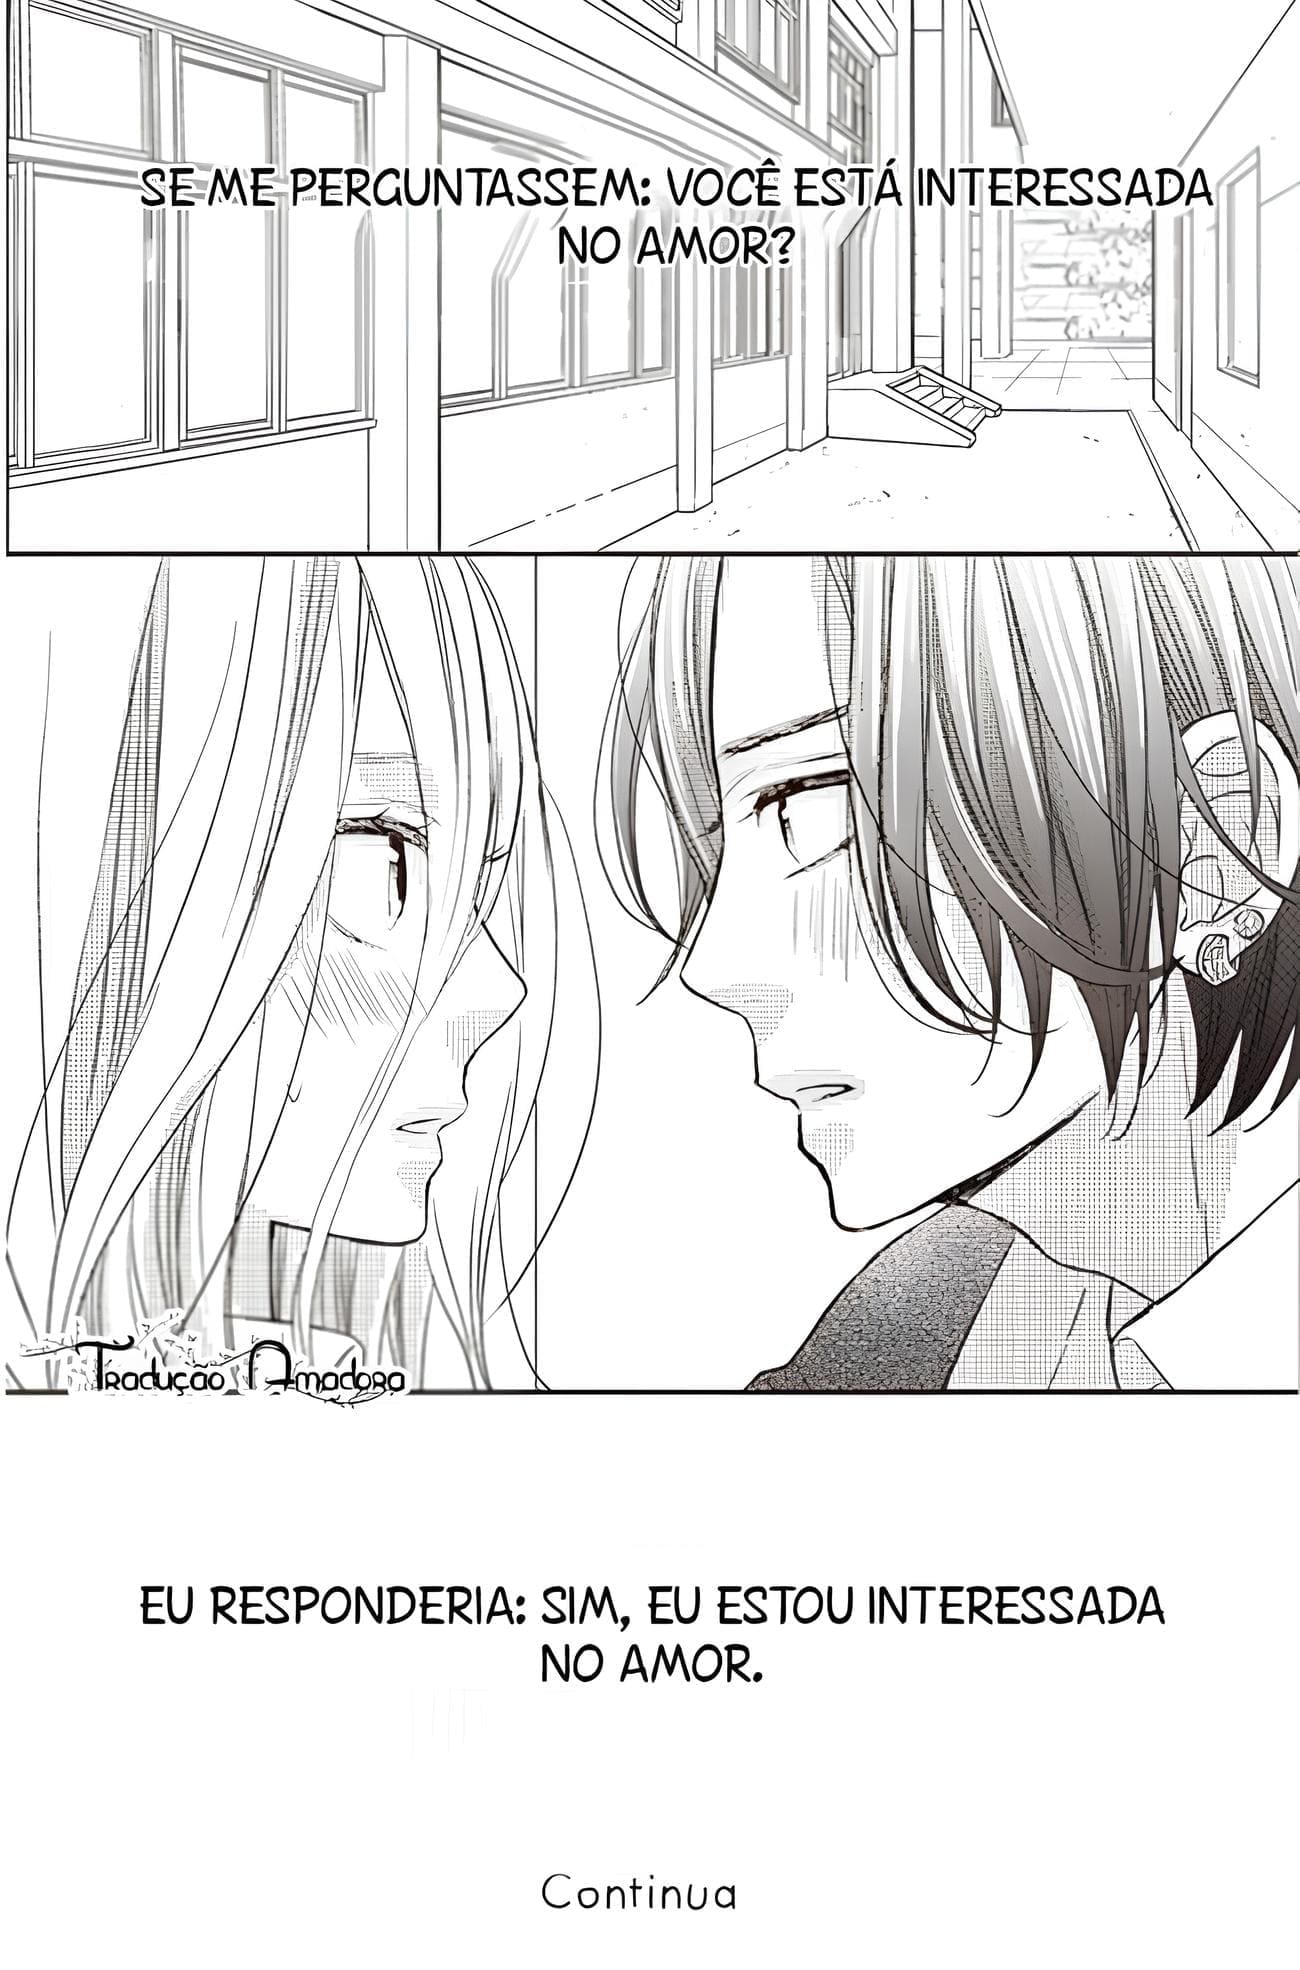 SE ME PERGUNTASSEM: VOCÊ ESTÁ INTERESSADA
NO AMOR?
Tradução Amadora
EU RESPONDERIA: SIM, EU ESTOU INTERESSADA
NO AMOR.
Continua